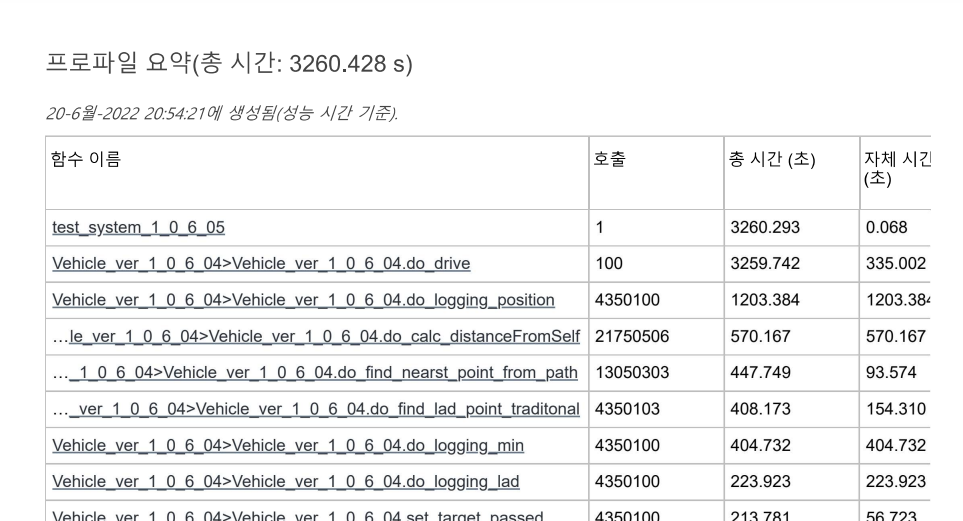 프로파일 요약(총 시간: 3260.428 s)
20-6월-2022 20:54:21에 생성됨(성능 시간 기준).
함수 이름 호출 총 시간 (초) 자체 시간 (초)
test_system_1_0_6_05 1 3260.293 0.068
Vehicle_ver_1_0_6_04>Vehicle_ver_1_0_6_04.do_drive 100 3259.742 335.002
Vehicle_ver_1_0_6_04>Vehicle_ver_1_0_6_04.do_logging_position 4350100 1203.384 1203.384
...le_ver_1_0_6_04>Vehicle_ver_1_0_6_04.do_calc_distanceFromSelf 21750506 570.167 570.167
..._1_0_6_04>Vehicle_ver_1_0_6_04.do_find_nearst_point_from_path 13050303 447.749 93.574
..._ver_1_0_6_04>Vehicle_ver_1_0_6_04.do_find_lad_point_traditonal 4350103 408.173 154.310
Vehicle_ver_1_0_6_04>Vehicle_ver_1_0_6_04.do_logging_min 4350100 404.732 404.732
Vehicle_ver_1_0_6_04>Vehicle_ver_1_0_6_04.do_logging_lad 4350100 223.923 223.923
Vehicle_ver_1_0_6_04>Vehicle_ver_1_0_6_04.set_target_passed 4350100 213.781 56.723